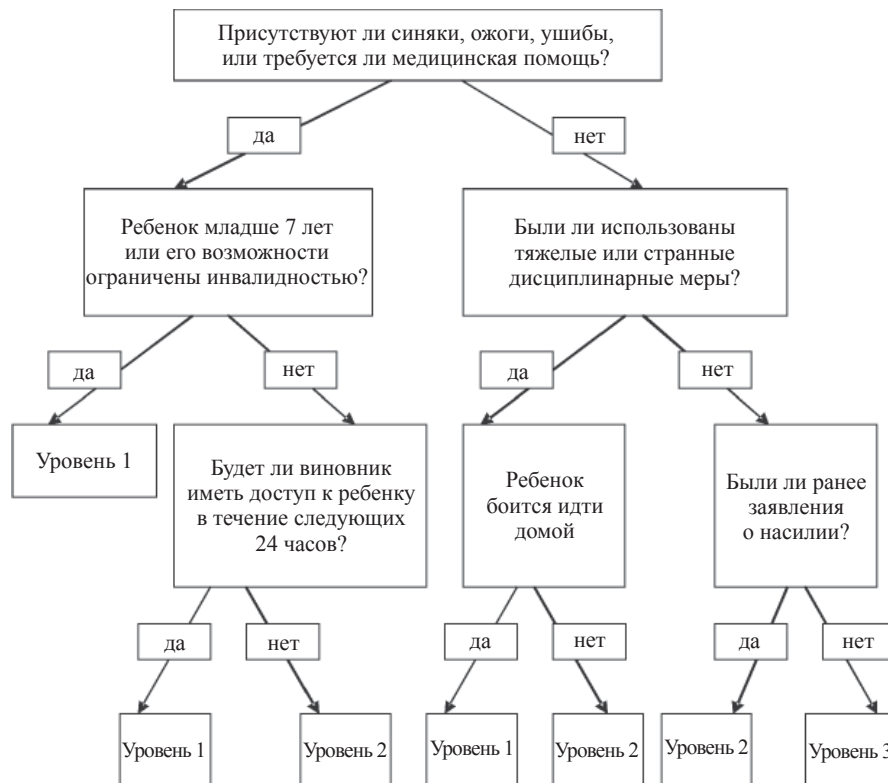 Присутствуют ли синяки, ожоги, ушибы,
или требуется ли медицинская помощь?
да
нет
Ребенок младше 7 лет
или его возможности
ограничены инвалидностью?
Были ли использованы
тяжелые или странные
дисциплинарные меры?
да
нет
да
нет
Уровень 1
Будет ли виновник
иметь доступ к ребенку
в течение следующих
24 часов?
Ребенок
боится идти
домой
Были ли ранее
заявления
о насилии?
да
нет
да
нет
да
нет
Уровень 1
Уровень 2
Уровень 1
Уровень 2
Уровень 2
Уровень 3